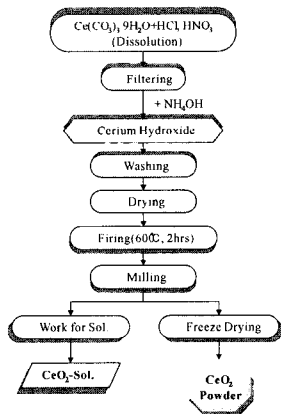 Ce(CO₃)₃ 9H₂O+HCl, HNO₃
(Dissolution)
Filtering
+ NH₄OH
Cerium Hydroxide
Washing
Drying
Firing(60℃, 2hrs)
Milling
Work for Sol.
Freeze Drying
CeO₂-Sol.
CeO₂
Powder